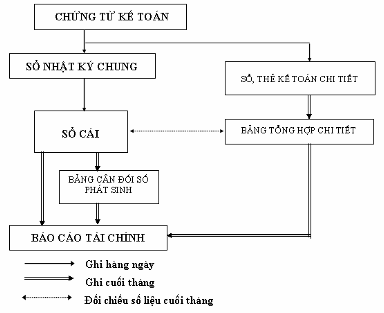 CHỨNG TỪ KẾ TOÁN
SỔ NHẬT KÝ CHUNG
SỔ, THẺ KẾ TOÁN CHI TIẾT
SỔ CÁI
BẢNG TỔNG HỢP CHI TIẾT
BẢNG CÂN ĐỐI SỐ
PHÁT SINH
BÁO CÁO TÀI CHÍNH
Ghi hàng ngày
Ghi cuối tháng
Đối chiếu số liệu cuối tháng